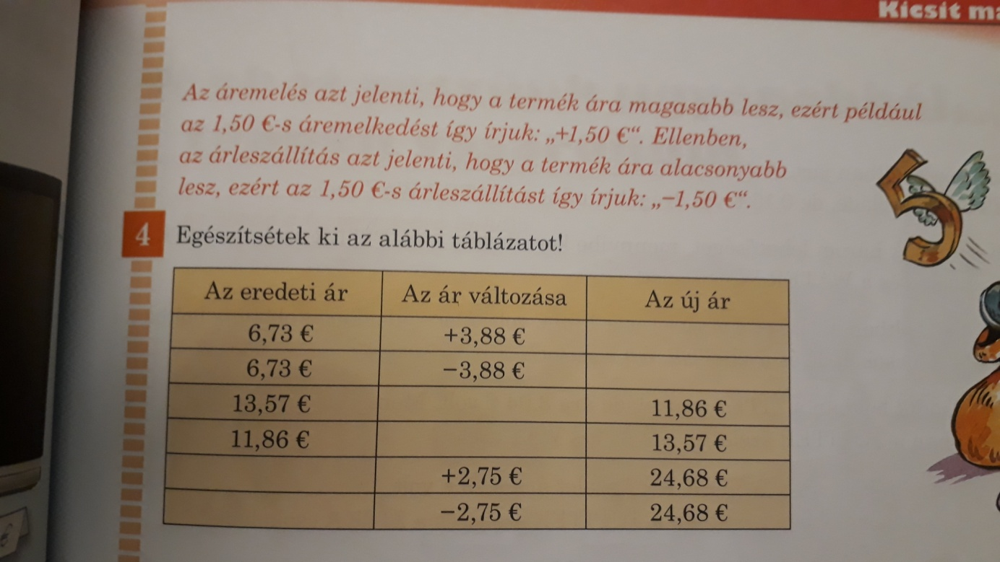 Kicsit
Az áremelés azt jelenti, hogy a termék ára magasabb lesz, ezért például
az 1,50 €-s áremelkedést így írjuk: „+1,50 €“. Ellenben,
az árleszállítás azt jelenti, hogy a termék ára alacsonyabb
lesz, ezért az 1,50 €-s árleszállítást így írjuk: „−1,50 €“.
4 Egészítsétek ki az alábbi táblázatot!
Az eredeti ár Az ár változása Az új ár
6,73 € +3,88 €
6,73 € −3,88 €
13,57 € 11,86 €
11,86 € 13,57 €
+2,75 € 24,68 €
−2,75 € 24,68 €